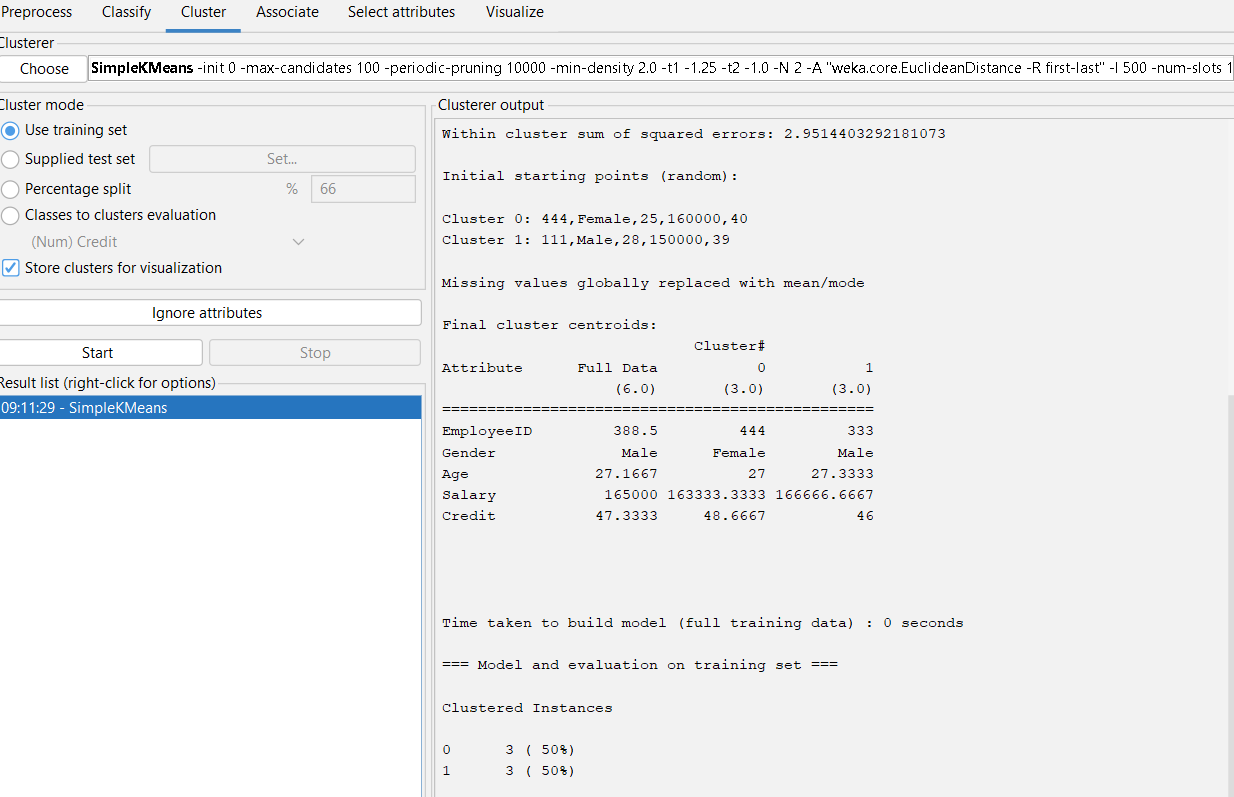 Preprocess Classify Cluster Associate Select attributes Visualize
Clusterer
Choose SimpleKMeans -init 0 -max-candidates 100 -periodic-pruning 10000 -min-density 2.0 -t1 -1.25 -t2 -1.0 -N 2 -A "weka.core.EuclideanDistance -R first-last" -I 500 -num-slots 1
Cluster mode
Use training set
Supplied test set Set...
Percentage split % 66
Classes to clusters evaluation
(Num) Credit
Store clusters for visualization
Ignore attributes
Start Stop
Result list (right-click for options)
09:11:29 - SimpleKMeans
Clusterer output
Within cluster sum of squared errors: 2.9514403292181073
Initial starting points (random):
Cluster 0: 444,Female,25,160000,40
Cluster 1: 111,Male,28,150000,39
Missing values globally replaced with mean/mode
Final cluster centroids:
Cluster#
Attribute Full Data 0 1
(6.0) (3.0) (3.0)
================================================
EmployeeID 388.5 444 333
Gender Male Female Male
Age 27.1667 27 27.3333
Salary 165000 163333.3333 166666.6667
Credit 47.3333 48.6667 46
Time taken to build model (full training data) : 0 seconds
=== Model and evaluation on training set ===
Clustered Instances
0 3 ( 50%)
1 3 ( 50%)